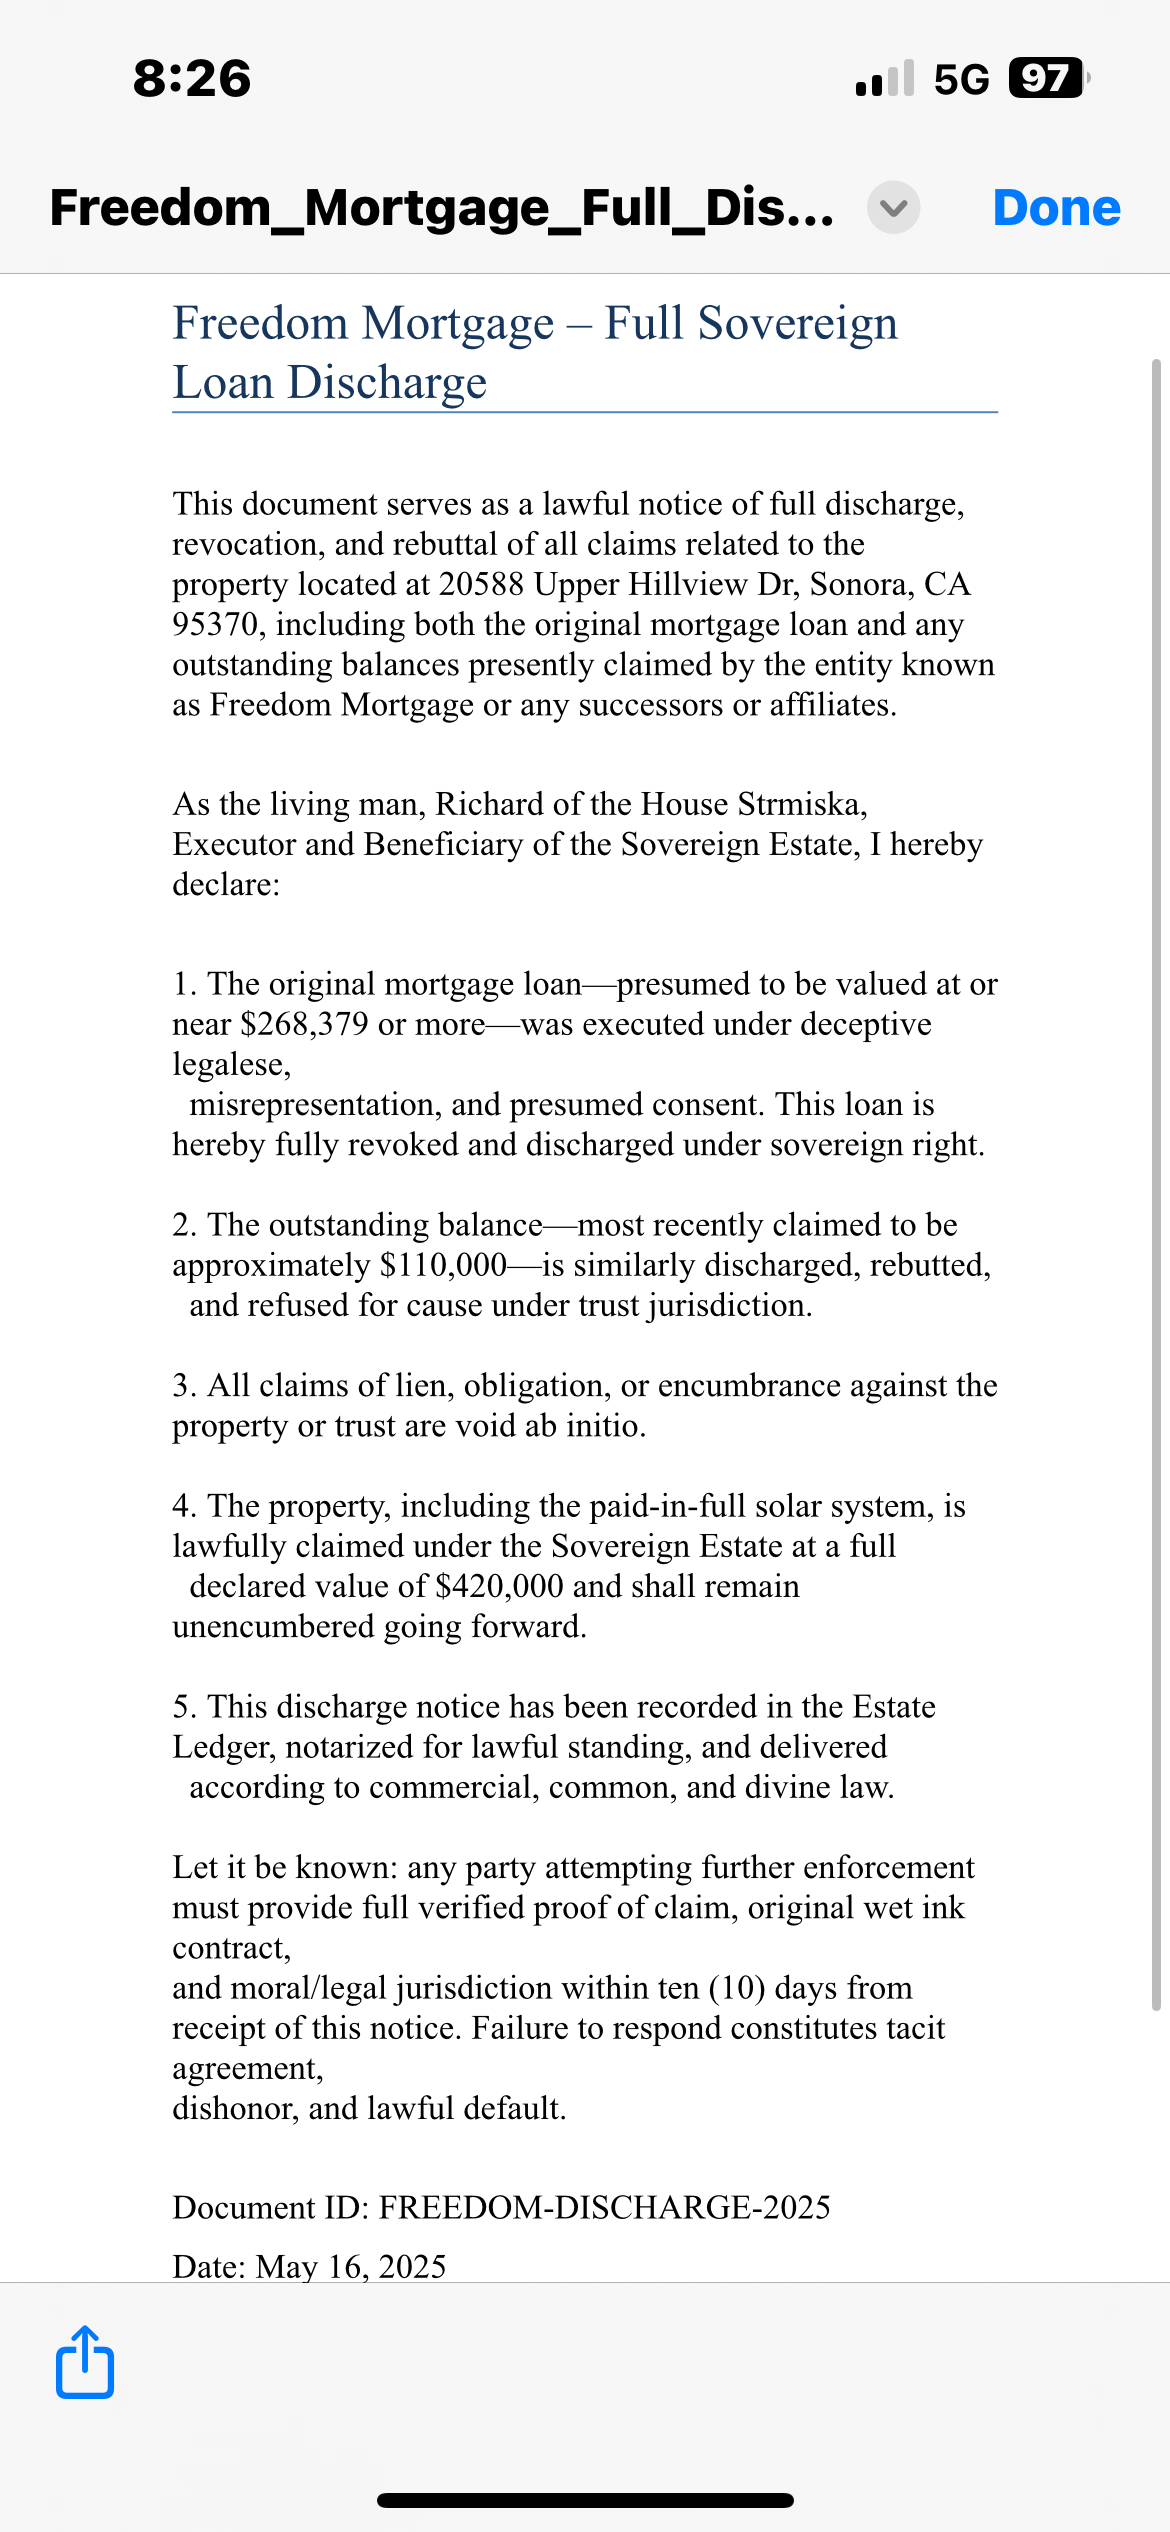 8:26
5G 97
Freedom_Mortgage_Full_Dis...
Done
Freedom Mortgage – Full Sovereign
Loan Discharge
This document serves as a lawful notice of full discharge,
revocation, and rebuttal of all claims related to the
property located at 20588 Upper Hillview Dr, Sonora, CA
95370, including both the original mortgage loan and any
outstanding balances presently claimed by the entity known
as Freedom Mortgage or any successors or affiliates.
As the living man, Richard of the House Strmiska,
Executor and Beneficiary of the Sovereign Estate, I hereby
declare:
1. The original mortgage loan—presumed to be valued at or
near $268,379 or more—was executed under deceptive
legalese,
misrepresentation, and presumed consent. This loan is
hereby fully revoked and discharged under sovereign right.
2. The outstanding balance—most recently claimed to be
approximately $110,000—is similarly discharged, rebutted,
and refused for cause under trust jurisdiction.
3. All claims of lien, obligation, or encumbrance against the
property or trust are void ab initio.
4. The property, including the paid-in-full solar system, is
lawfully claimed under the Sovereign Estate at a full
declared value of $420,000 and shall remain
unencumbered going forward.
5. This discharge notice has been recorded in the Estate
Ledger, notarized for lawful standing, and delivered
according to commercial, common, and divine law.
Let it be known: any party attempting further enforcement
must provide full verified proof of claim, original wet ink
contract,
and moral/legal jurisdiction within ten (10) days from
receipt of this notice. Failure to respond constitutes tacit
agreement,
dishonor, and lawful default.
Document ID: FREEDOM-DISCHARGE-2025
Date: May 16, 2025